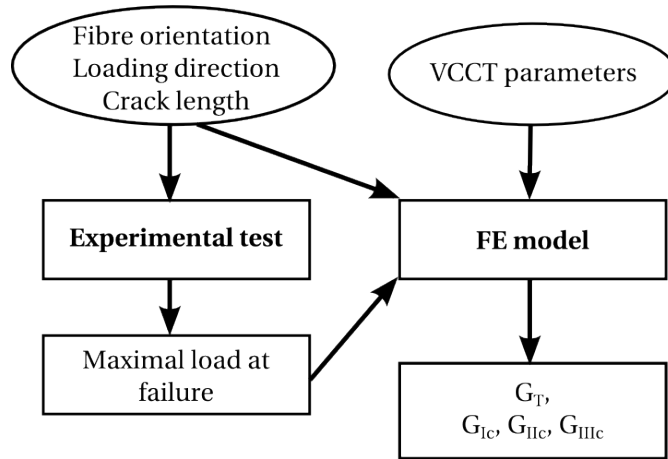 Fibre orientation
Loading direction
Crack length
VCCT parameters
Experimental test
FE model
Maximal load at
failure
G_T,
G_Ic, G_IIc, G_IIIc